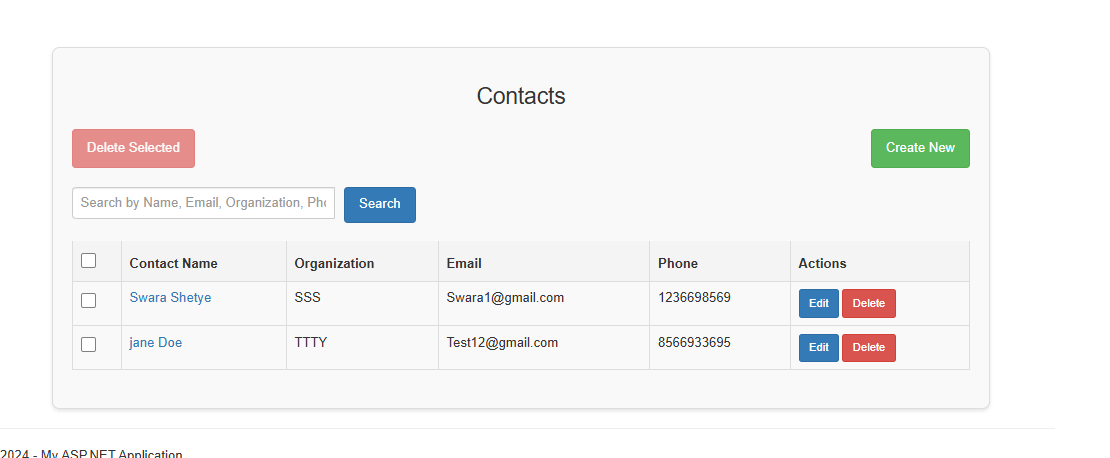 Contacts
Delete Selected Create New
Search by Name, Email, Organization, Pho Search
Contact Name Organization Email Phone Actions
Swara Shetye SSS Swara1@gmail.com 1236698569 Edit Delete
jane Doe TTTY Test12@gmail.com 8566933695 Edit Delete
2024 - My ASP.NET Application